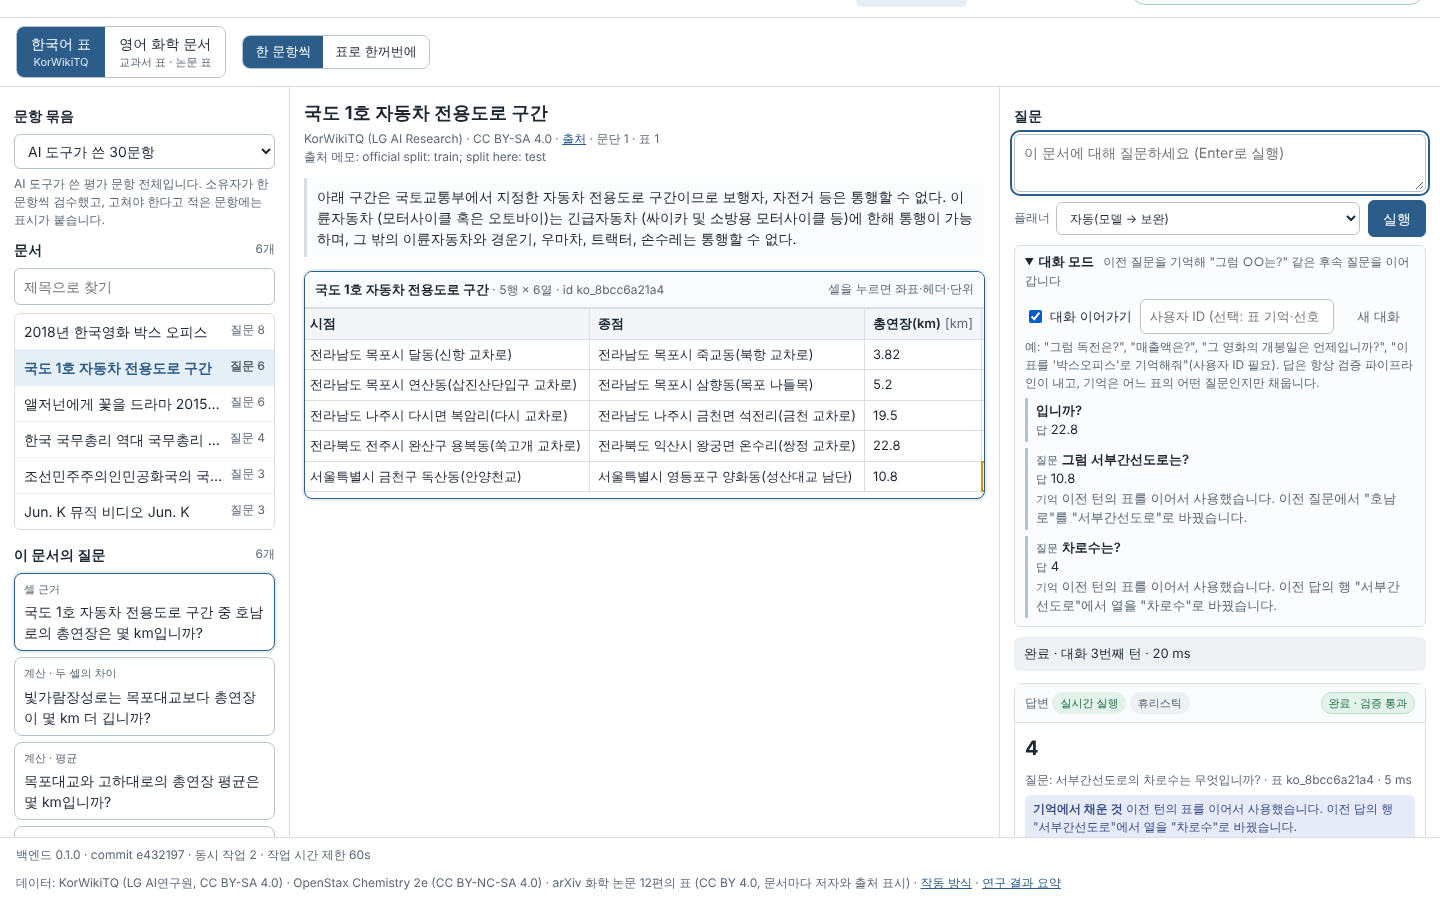 한국어 표
KorWikiTQ
영어 화학 문서
교과서 표 · 논문 표
한 문항씩
표로 한꺼번에
문항 묶음
AI 도구가 쓴 30문항
AI 도구가 쓴 평가 문항 전체입니다. 소유자가 한
문항씩 검수했고, 고쳐야 한다고 적은 문항에는
표시가 붙습니다.
문서
6개
제목으로 찾기
2018년 한국영화 박스 오피스
질문 8
국도 1호 자동차 전용도로 구간
질문 6
앨저넌에게 꽃을 드라마 2015...
질문 6
한국 국무총리 역대 국무총리 ...
질문 4
조선민주주의인민공화국의 국...
질문 3
Jun. K 뮤직 비디오 Jun. K
질문 3
이 문서의 질문
6개
셀 근거
국도 1호 자동차 전용도로 구간 중 호남
로의 총연장은 몇 km입니까?
계산 · 두 셀의 차이
빛가람장성로는 목포대교보다 총연장
이 몇 km 더 깁니까?
계산 · 평균
목포대교와 고하대로의 총연장 평균은
몇 km입니까?
국도 1호 자동차 전용도로 구간
KorWikiTQ (LG AI Research) · CC BY-SA 4.0 · 출처 · 문단 1 · 표 1
출처 메모: official split: train; split here: test
아래 구간은 국토교통부에서 지정한 자동차 전용도로 구간이므로 보행자, 자전거 등은 통행할 수 없다. 이
륜자동차 (모터사이클 혹은 오토바이)는 긴급자동차 (싸이카 및 소방용 모터사이클 등)에 한해 통행이 가능
하며, 그 밖의 이륜자동차와 경운기, 우마차, 트랙터, 손수레는 통행할 수 없다.
국도 1호 자동차 전용도로 구간 · 5행 × 6열 · id ko_8bcc6a21a4
셀을 누르면 좌표·헤더·단위
시점 종점 총연장(km) [km]
전라남도 목포시 달동(신항 교차로) 전라남도 목포시 죽교동(북항 교차로) 3.82
전라남도 목포시 연산동(삽진산단입구 교차로) 전라남도 목포시 삼향동(목포 나들목) 5.2
전라남도 나주시 다시면 복암리(다시 교차로) 전라남도 나주시 금천면 석전리(금천 교차로) 19.5
전라북도 전주시 완산구 용복동(쑥고개 교차로) 전라북도 익산시 왕궁면 온수리(쌍정 교차로) 22.8
서울특별시 금천구 독산동(안양천교) 서울특별시 영등포구 양화동(성산대교 남단) 10.8
질문
이 문서에 대해 질문하세요 (Enter로 실행)
플래너
자동(모델 → 보완)
실행
▼ 대화 모드 이전 질문을 기억해 "그럼 ○○는?" 같은 후속 질문을 이어
갑니다
대화 이어가기
사용자 ID (선택: 표 기억·선호
새 대화
예: "그럼 독전은?", "매출액은?", "그 영화의 개봉일은 언제입니까?", "이
표를 '박스오피스'로 기억해줘"(사용자 ID 필요). 답은 항상 검증 파이프라
인이 내고, 기억은 어느 표의 어떤 질문인지만 채웁니다.
입니까?
답 22.8
질문 그럼 서부간선도로는?
답 10.8
기억 이전 턴의 표를 이어서 사용했습니다. 이전 질문에서 "호남
로"를 "서부간선도로"로 바꿨습니다.
질문 차로수는?
답 4
기억 이전 턴의 표를 이어서 사용했습니다. 이전 답의 행 "서부간
선도로"에서 열을 "차로수"로 바꿨습니다.
완료 · 대화 3번째 턴 · 20 ms
답변 실시간 실행 휴리스틱
완료 · 검증 통과
4
질문: 서부간선도로의 차로수는 무엇입니까? · 표 ko_8bcc6a21a4 · 5 ms
기억에서 채운 것 이전 턴의 표를 이어서 사용했습니다. 이전 답의 행
"서부간선도로"에서 열을 "차로수"로 바꿨습니다.
백엔드 0.1.0 · commit e432197 · 동시 작업 2 · 작업 시간 제한 60s
데이터: KorWikiTQ (LG AI연구원, CC BY-SA 4.0) · OpenStax Chemistry 2e (CC BY-NC-SA 4.0) · arXiv 화학 논문 12편의 표 (CC BY 4.0, 문서마다 저자와 출처 표시) · 작동 방식 · 연구 결과 요약